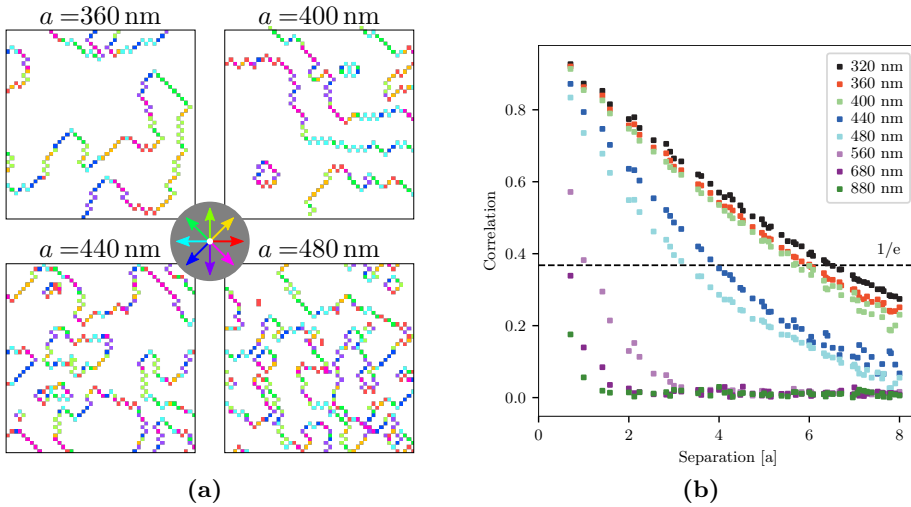 a =360 nm
a =400 nm
a =440 nm
a =480 nm
(a)
Correlation
0.8
0.6
0.4
0.2
0.0
320 nm
360 nm
400 nm
440 nm
480 nm
560 nm
680 nm
880 nm
1/e
0
2
4
6
8
Separation [a]
(b)